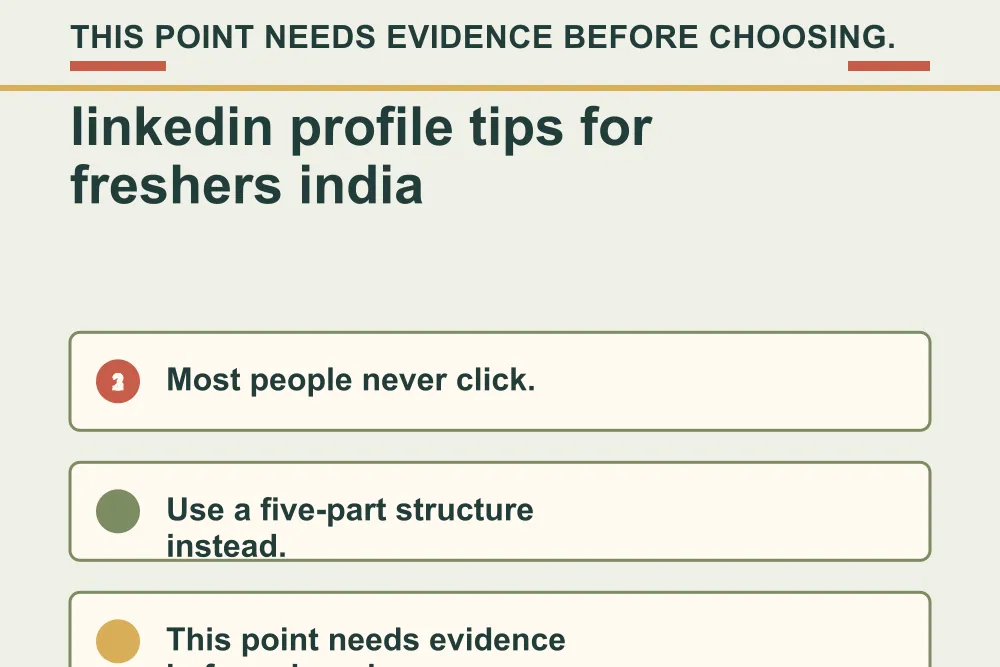 THIS POINT NEEDS EVIDENCE BEFORE CHOOSING.
linkedin profile tips for
freshers india
Most people never click.
Use a five-part structure
instead.
This point needs evidence